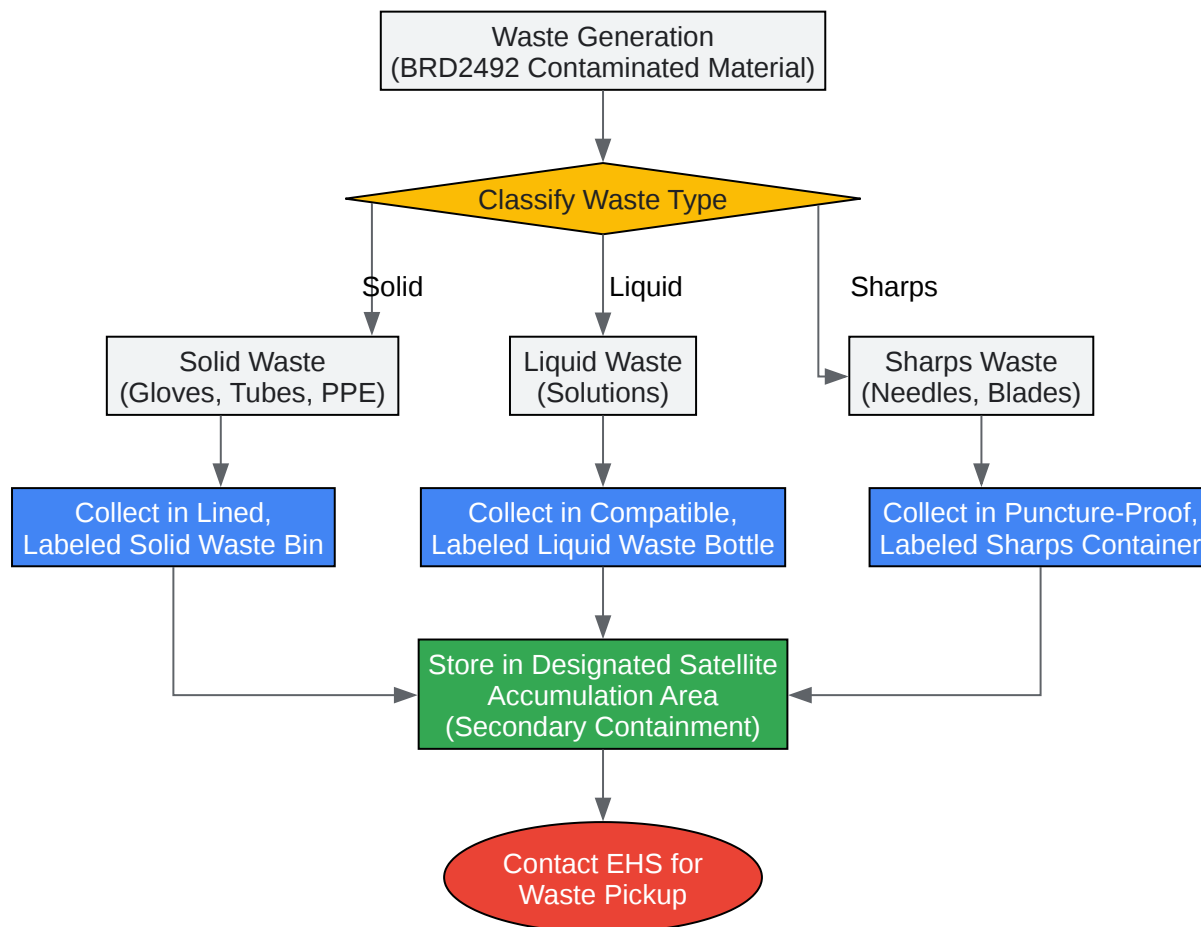 Waste Generation
(BRD2492 Contaminated Material)
Classify Waste Type
Solid
Liquid
Sharps
Solid Waste
(Gloves, Tubes, PPE)
Liquid Waste
(Solutions)
Sharps Waste
(Needles, Blades)
Collect in Lined,
Labeled Solid Waste Bin
Collect in Compatible,
Labeled Liquid Waste Bottle
Collect in Puncture-Proof,
Labeled Sharps Container
Store in Designated Satellite
Accumulation Area
(Secondary Containment)
Contact EHS for
Waste Pickup